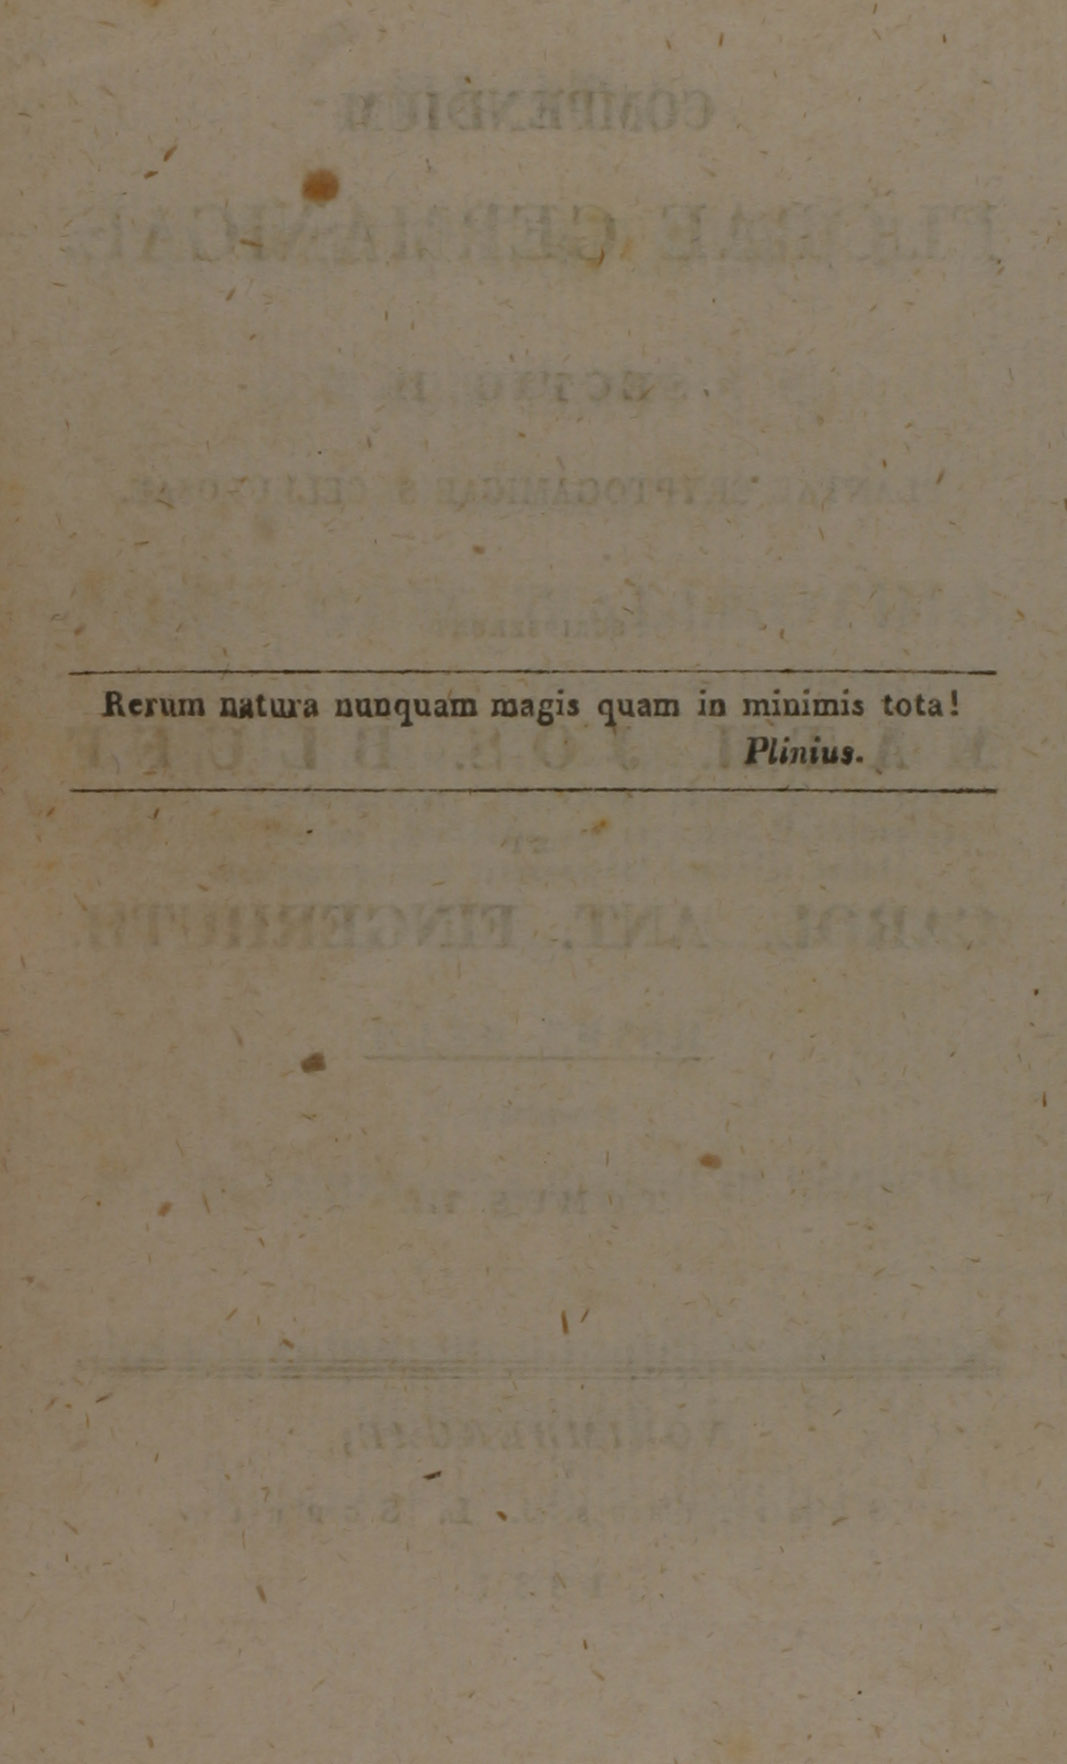 Rerum natura nunquam magis quam in minimis tota!
Plinius.